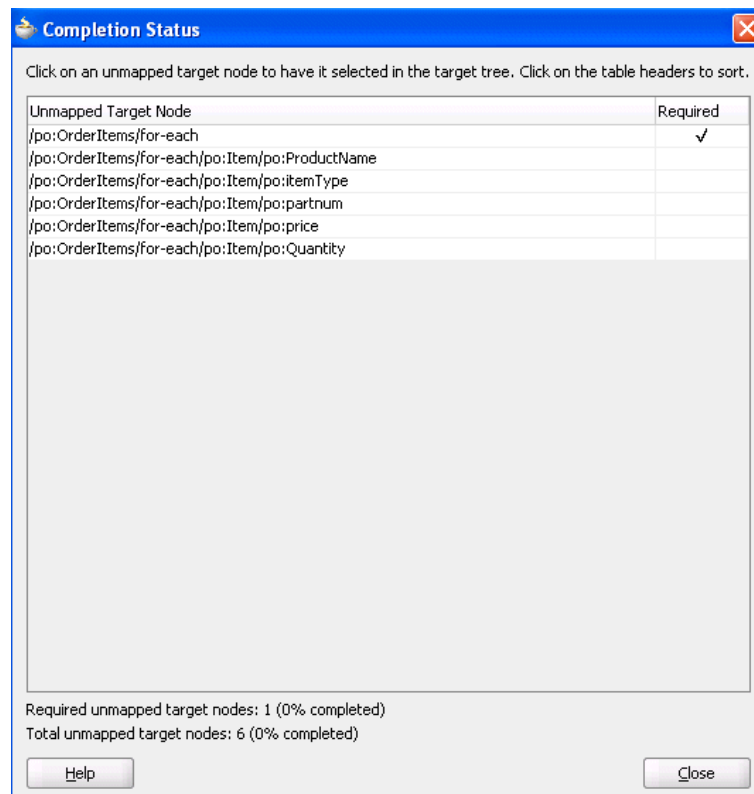 Completion Status
Click on an unmapped target node to have it selected in the target tree. Click on the table headers to sort.
Unmapped Target Node Required
/po:OrderItems/for-each ✓
/po:OrderItems/for-each/po:Item/po:ProductName
/po:OrderItems/for-each/po:Item/po:itemType
/po:OrderItems/for-each/po:Item/po:partnum
/po:OrderItems/for-each/po:Item/po:price
/po:OrderItems/for-each/po:Item/po:Quantity
Required unmapped target nodes: 1 (0% completed)
Total unmapped target nodes: 6 (0% completed)
Help Close